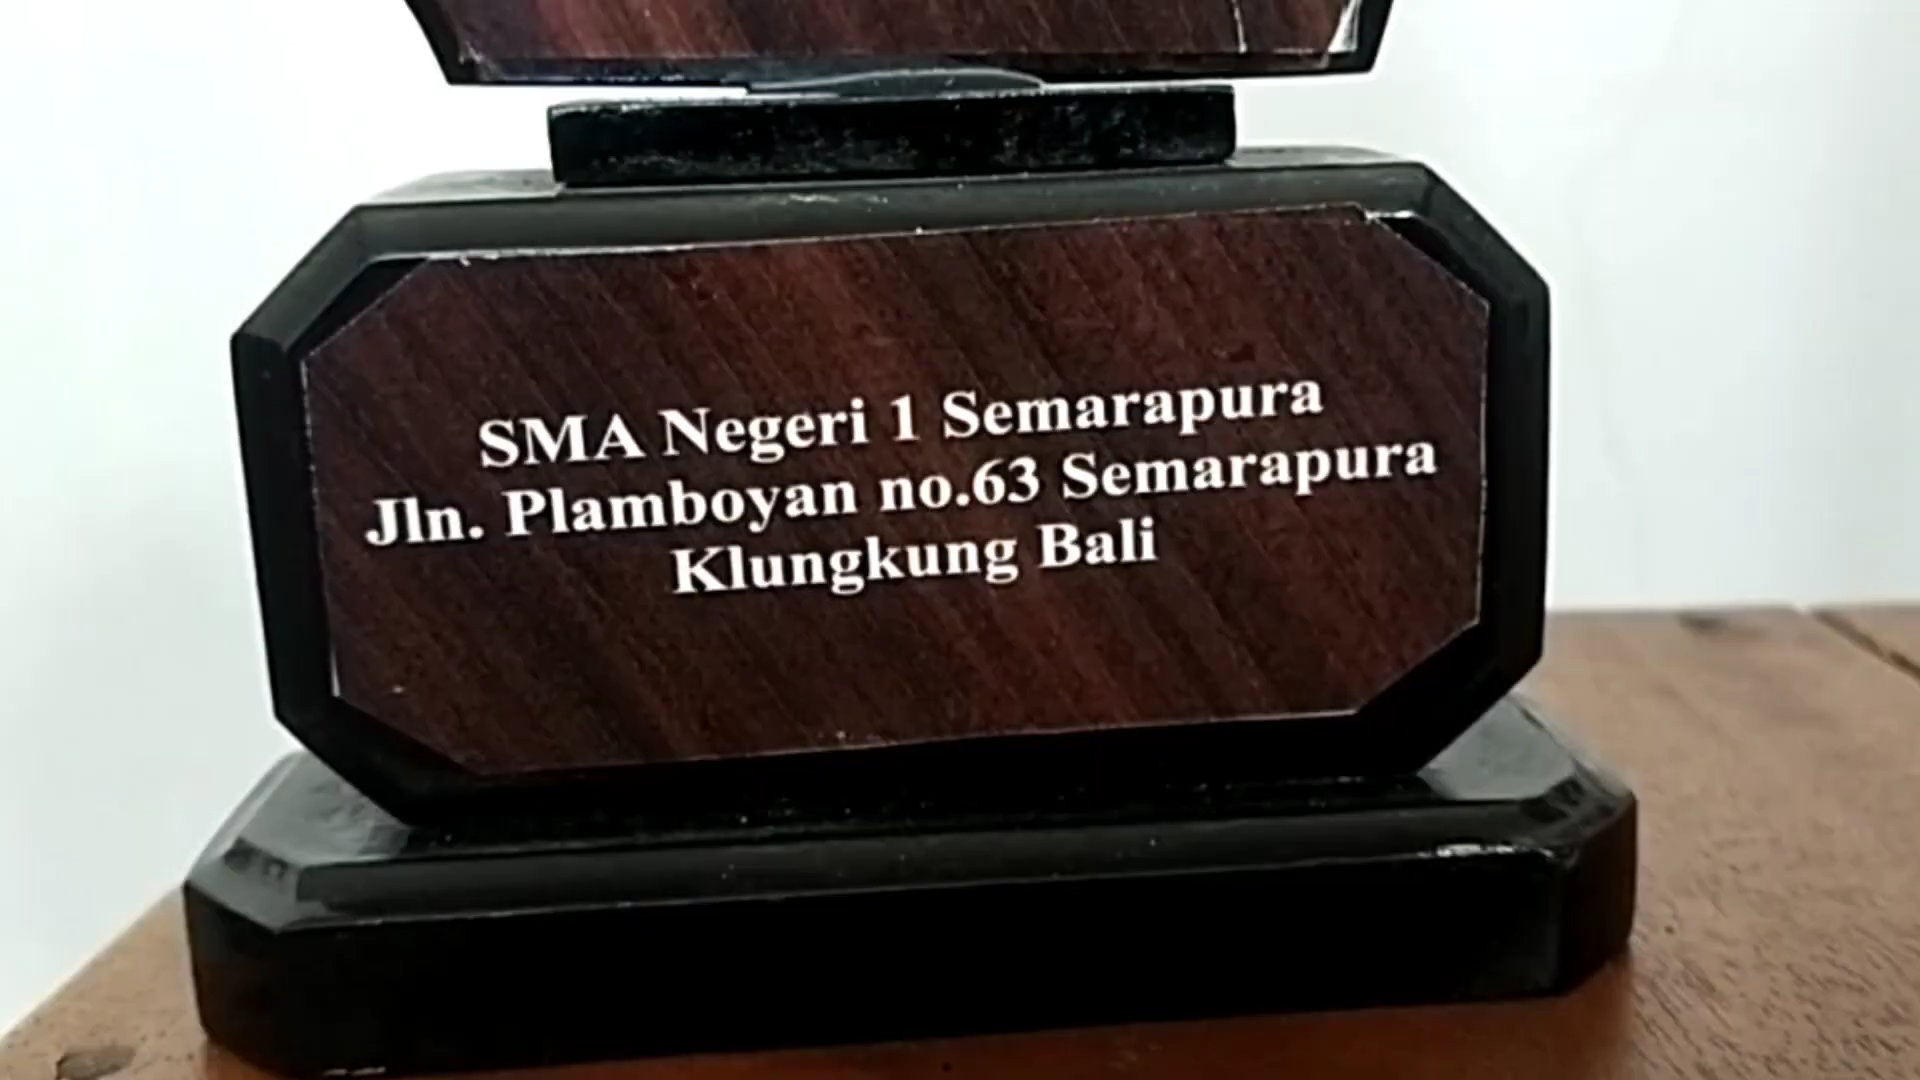 SMA Negeri 1 Semarapura
Jln. Plamboyan no.63 Semarapura
Klungkung Bali